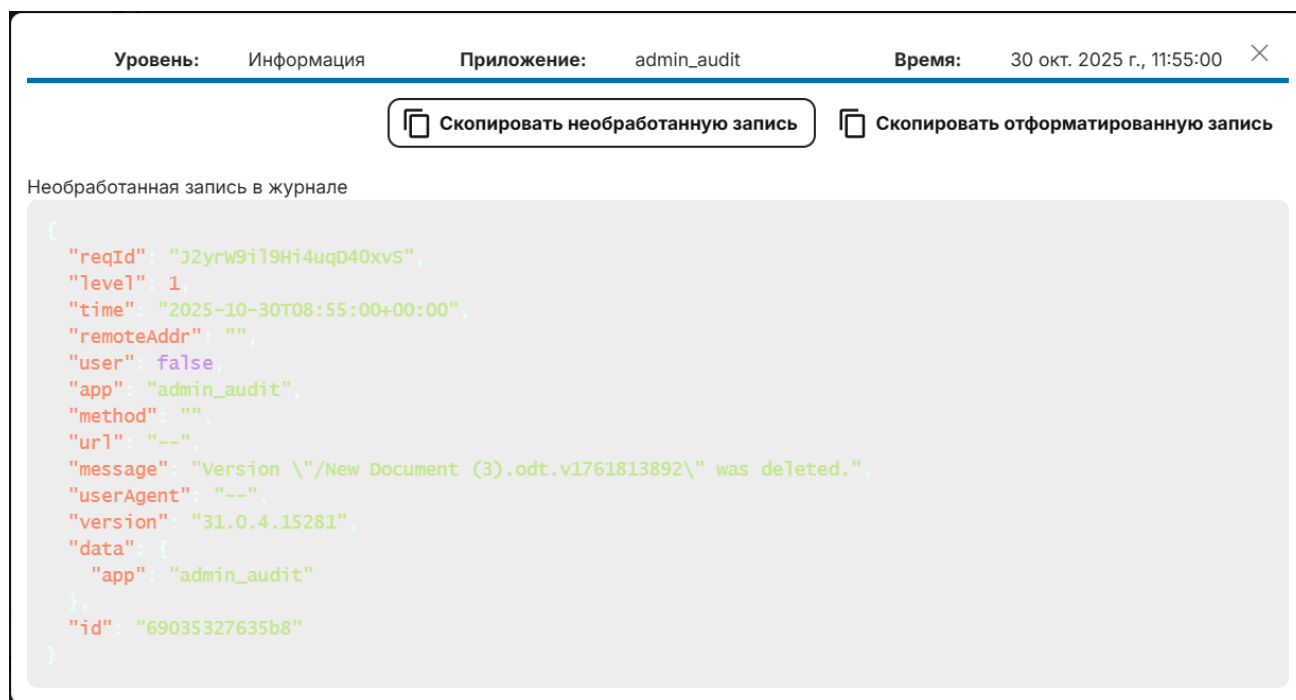 Уровень: Информация Приложение: admin_audit Время: 30 окт. 2025 г., 11:55:00
Скопировать необработанную запись Скопировать отформатированную запись
Необработанная запись в журнале
{
"reqId": "J2yrW9il9Hi4uqD4OxvS",
"level": 1,
"time": "2025-10-30T08:55:00+00:00",
"remoteAddr": "",
"user": false,
"app": "admin_audit",
"method": "",
"url": "--",
"message": "Version \"/New Document (3).odt.v1761813892\" was deleted.",
"userAgent": "--",
"version": "31.0.4.15281",
"data": {
"app": "admin_audit"
},
"id": "69035327635b8"
}